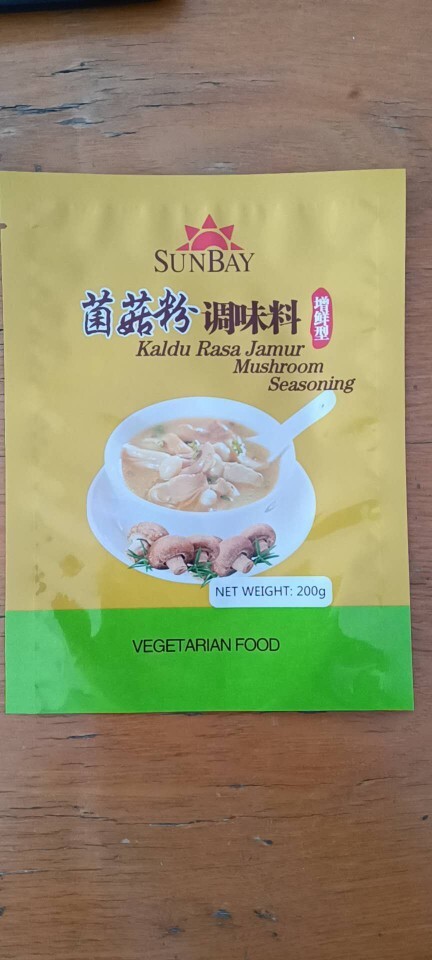 SUNBAY
菌菇粉 调味料 增鲜型
Kaldu Rasa Jamur
Mushroom
Seasoning
NET WEIGHT: 200g
VEGETARIAN FOOD